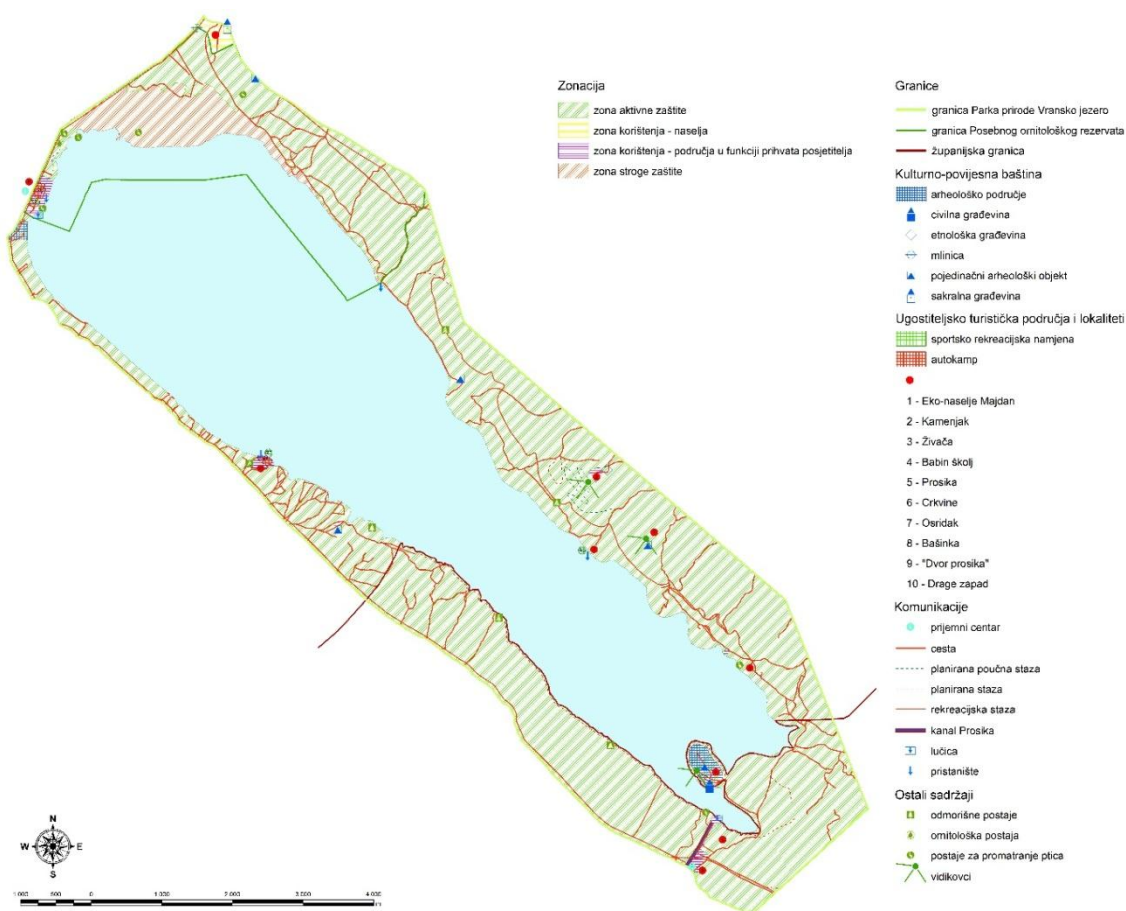 Zonacija
zona aktivne zaštite
zona korištenja - naselja
zona korištenja - područja u funkciji prihvata posjetitelja
zona stroge zaštite
Granice
granica Parka prirode Vransko jezero
granica Posebnog ornitološkog rezervata
županijska granica
Kulturno-povijesna baština
arheološko područje
civilna građevina
etnološka građevina
mlinica
pojedinačni arheološki objekt
sakralna građevina
Ugostiteljsko turistička područja i lokaliteti
sportsko rekreacijska namjena
autokamp
1 - Eko-naselje Majdan
2 - Kamenjak
3 - Živača
4 - Babin školj
5 - Prosika
6 - Crkvine
7 - Osridak
8 - Bašinka
9 - "Dvor prosika"
10 - Drage zapad
Komunikacije
prijemni centar
cesta
planirana poučna staza
planirana staza
rekreacijska staza
kanal Prosika
lučica
pristanište
Ostali sadržaji
odmorišne postaje
ornitološka postaja
postaje za promatranje ptica
vidikovci
N
W E
S
1 000 500 0 1 000 2 000 3 000 4 000
m